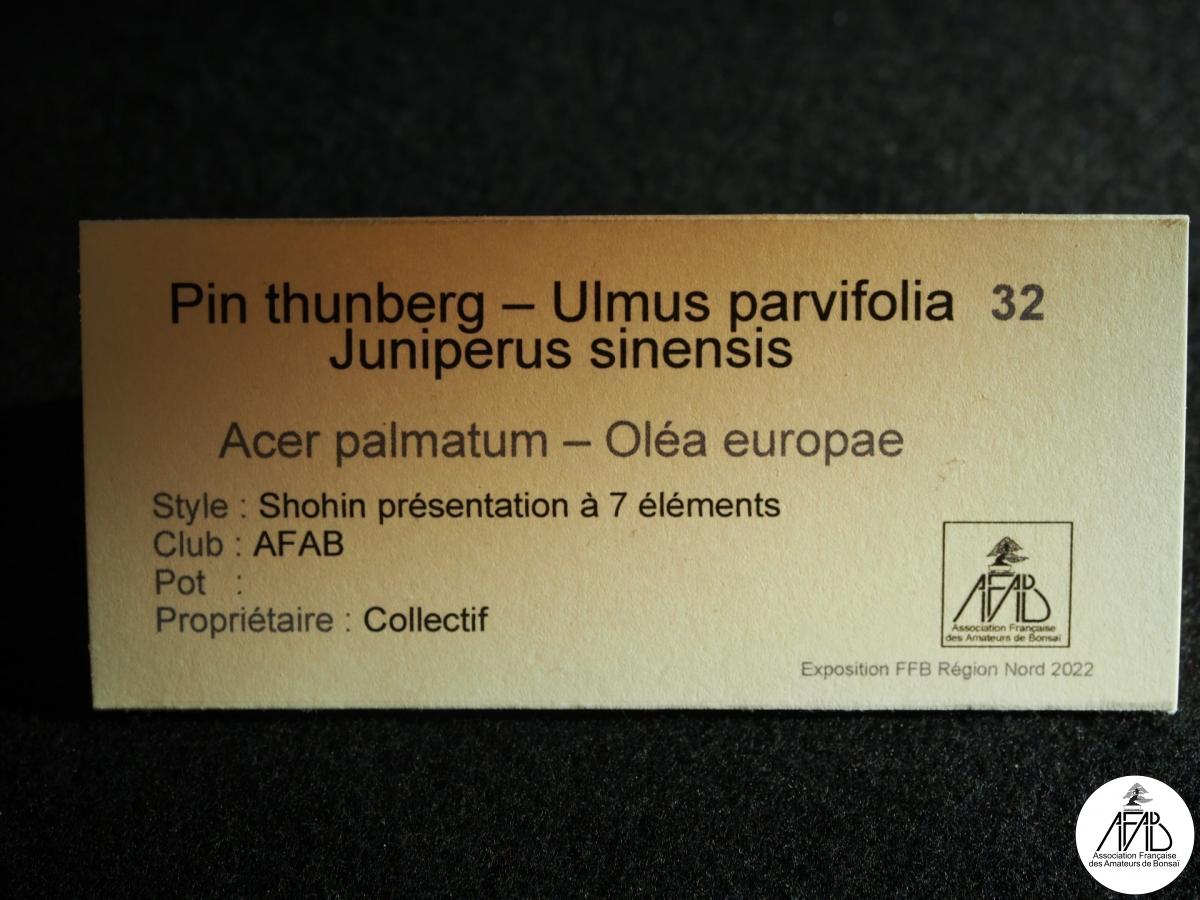 Pin thunberg – Ulmus parvifolia 32
Juniperus sinensis
Acer palmatum – Oléa europae
Style : Shohin présentation à 7 éléments
Club : AFAB
Pot :
Propriétaire : Collectif
AFAB
Association Française
des Amateurs de Bonsaï
Exposition FFB Région Nord 2022
AFAB
Association Française
des Amateurs de Bonsaï